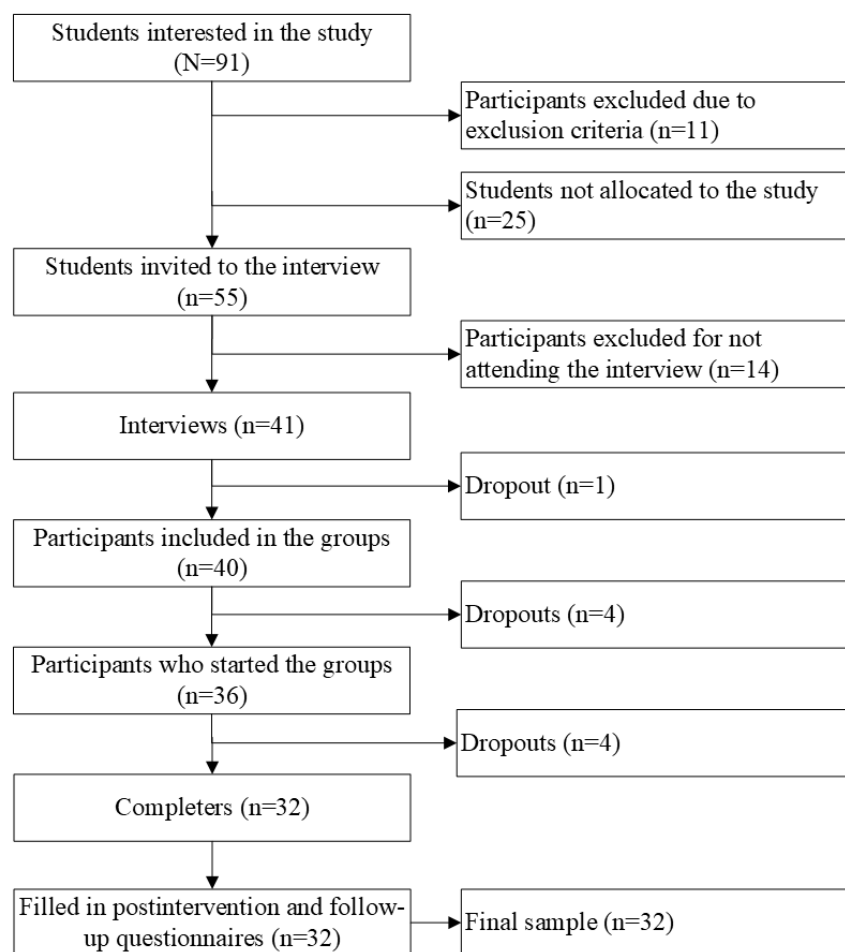 Students interested in the study
(N=91)
Participants excluded due to
exclusion criteria (n=11)
Students not allocated to the study
(n=25)
Students invited to the interview
(n=55)
Participants excluded for not
attending the interview (n=14)
Interviews (n=41)
Dropout (n=1)
Participants included in the groups
(n=40)
Dropouts (n=4)
Participants who started the groups
(n=36)
Dropouts (n=4)
Completers (n=32)
Filled in postintervention and follow-
up questionnaires (n=32)
Final sample (n=32)